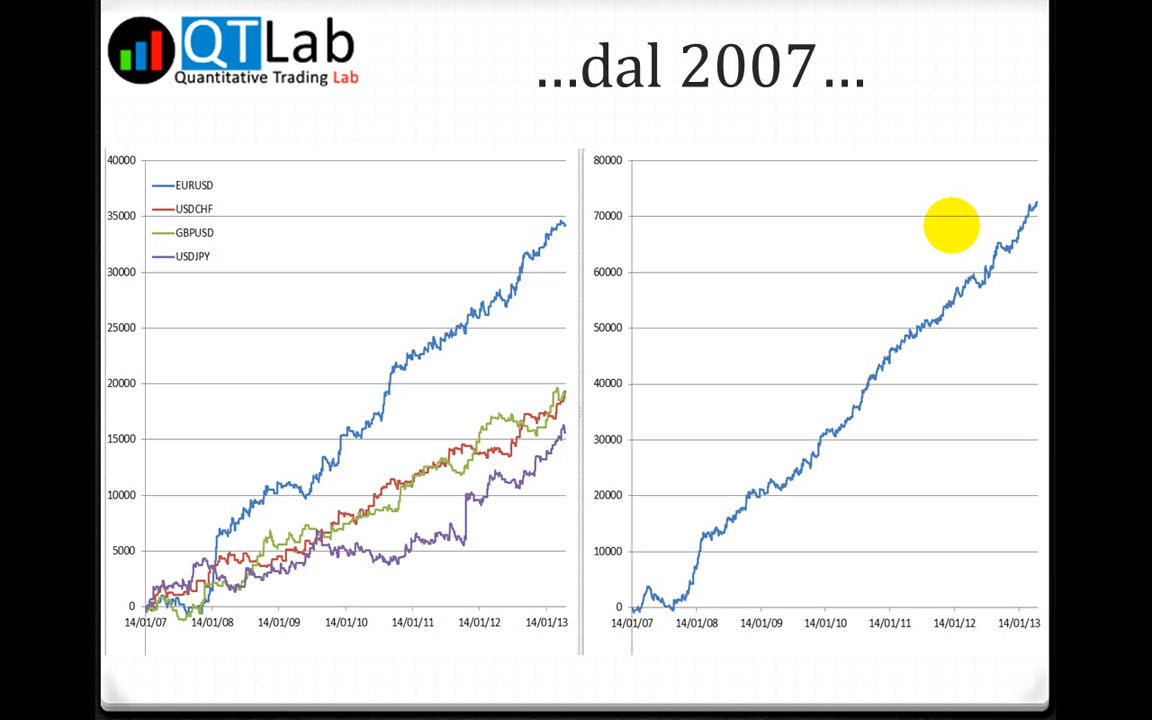 QTLab
Quantitative Trading Lab
...dal 2007...
40000
35000
30000
25000
20000
15000
10000
5000
0
EURUSD
USDCHF
GBPUSD
USDJPY
14/01/07 14/01/08 14/01/09 14/01/10 14/01/11 14/01/12 14/01/13
80000
70000
60000
50000
40000
30000
20000
10000
0
14/01/07 14/01/08 14/01/09 14/01/10 14/01/11 14/01/12 14/01/13